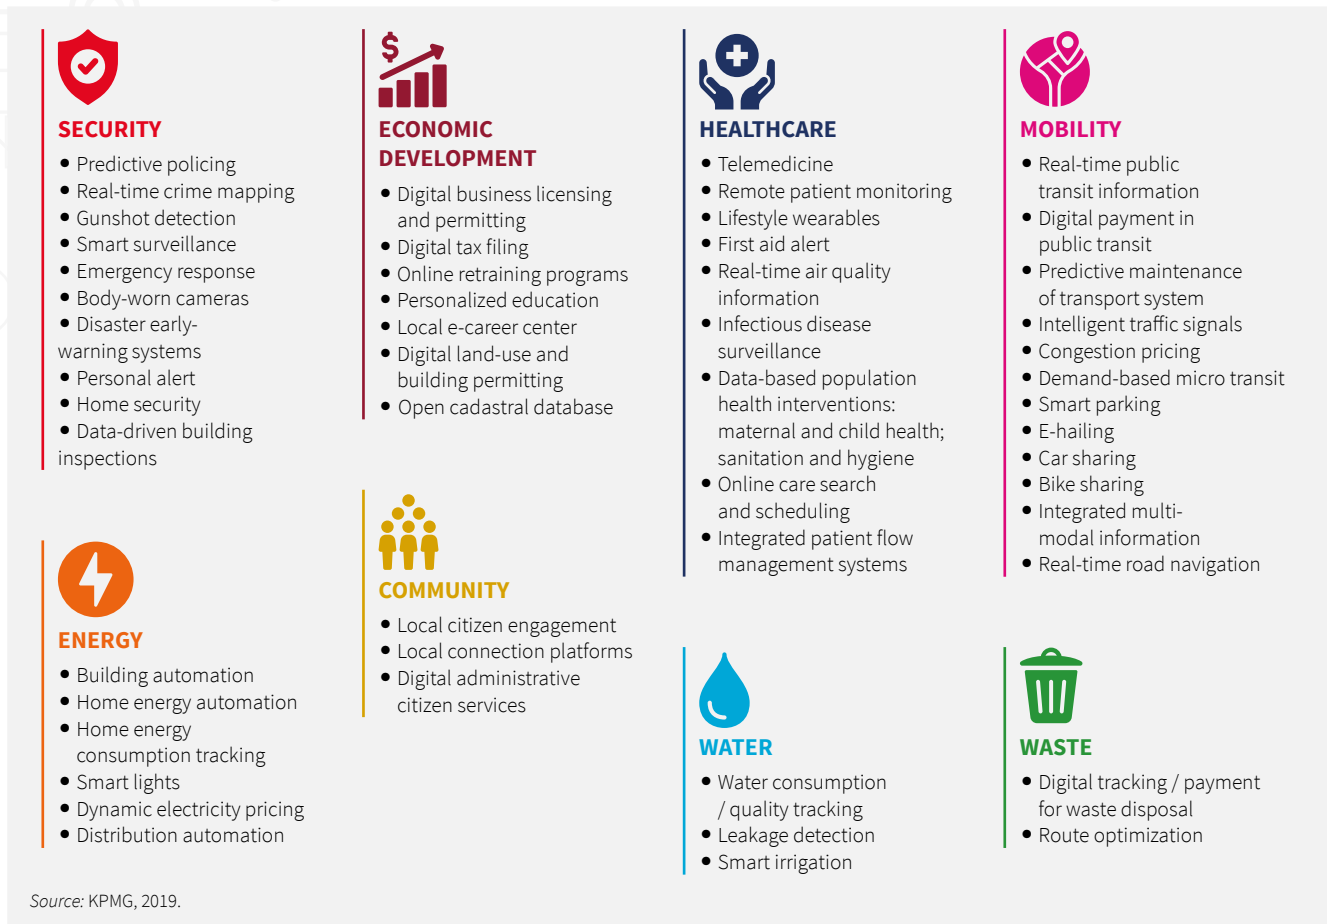 SECURITY
• Predictive policing
• Real-time crime mapping
• Gunshot detection
• Smart surveillance
• Emergency response
• Body-worn cameras
• Disaster early-
warning systems
• Personal alert
• Home security
• Data-driven building
inspections
ENERGY
• Building automation
• Home energy automation
• Home energy
consumption tracking
• Smart lights
• Dynamic electricity pricing
• Distribution automation
$
ECONOMIC
DEVELOPMENT
• Digital business licensing
and permitting
• Digital tax filing
• Online retraining programs
• Personalized education
• Local e-career center
• Digital land-use and
building permitting
• Open cadastral database
COMMUNITY
• Local citizen engagement
• Local connection platforms
• Digital administrative
citizen services
HEALTHCARE
• Telemedicine
• Remote patient monitoring
• Lifestyle wearables
• First aid alert
• Real-time air quality
information
• Infectious disease
surveillance
• Data-based population
health interventions:
maternal and child health;
sanitation and hygiene
• Online care search
and scheduling
• Integrated patient flow
management systems
WATER
• Water consumption
/ quality tracking
• Leakage detection
• Smart irrigation
MOBILITY
• Real-time public
transit information
• Digital payment in
public transit
• Predictive maintenance
of transport system
• Intelligent traffic signals
• Congestion pricing
• Demand-based micro transit
• Smart parking
• E-hailing
• Car sharing
• Bike sharing
• Integrated multi-
modal information
• Real-time road navigation
WASTE
• Digital tracking / payment
for waste disposal
• Route optimization
Source: KPMG, 2019.